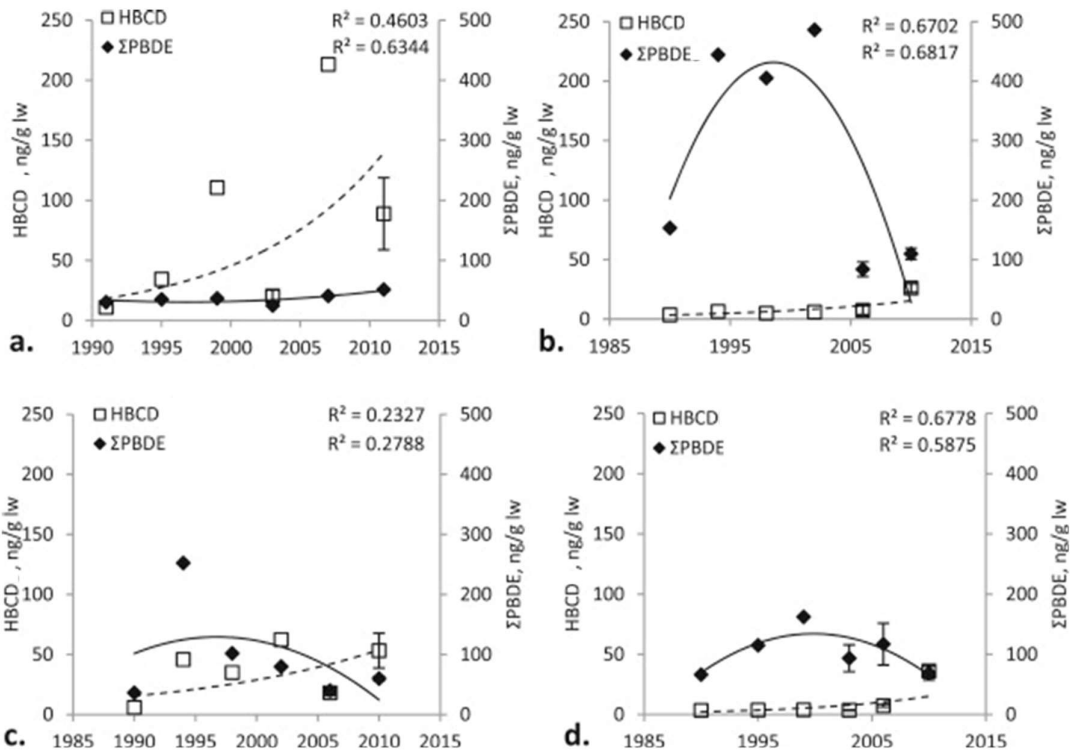 250
HBCD
R² = 0.4603
500
ΣPBDE
R² = 0.6344
200
400
150
300
100
200
50
100
0
0
HBCD , ng/g lw
ΣPBDE, ng/g lw
a.
1990 1995 2000 2005 2010 2015
250
HBCD
R² = 0.6702
500
ΣPBDE_
R² = 0.6817
200
400
150
300
100
200
50
100
0
0
HBCD , ng/g lw
ΣPBDE, ng/g lw
b.
1985 1995 2005 2015
250
HBCD
R² = 0.2327
500
ΣPBDE
R² = 0.2788
200
400
150
300
100
200
50
100
0
0
HBCD_ , ng/g lw
ΣPBDE, ng/g lw
c.
1985 1990 1995 2000 2005 2010 2015
250
HBCD
R² = 0.6778
500
ΣPBDE
R² = 0.5875
200
400
150
300
100
200
50
100
0
0
HBCD , ng/g lw
ΣPBDE, ng/g lw
d.
1985 1990 1995 2000 2005 2010 2015